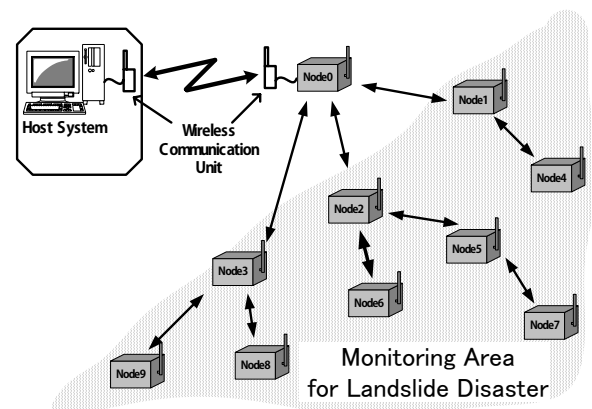 Host System
Wireless
Communication
Unit
Node0
Node1
Node4
Node2
Node5
Node3
Node6
Node7
Node9
Node8
Monitoring Area
for Landslide Disaster